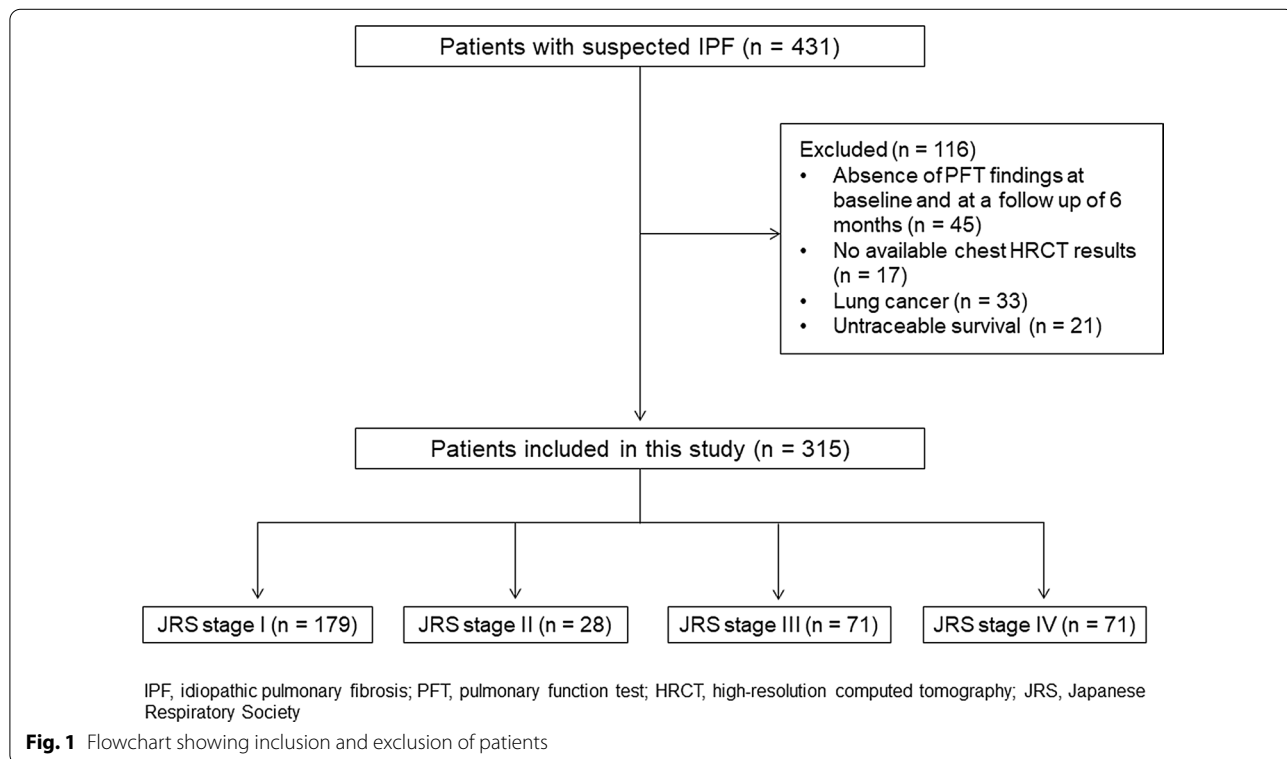 Patients with suspected IPF (n = 431)
Excluded (n = 116)
• Absence of PFT findings at
baseline and at a follow up of 6
months (n = 45)
• No available chest HRCT results
(n = 17)
• Lung cancer (n = 33)
• Untraceable survival (n = 21)
Patients included in this study (n = 315)
JRS stage I (n = 179)
JRS stage II (n = 28)
JRS stage III (n = 71)
JRS stage IV (n = 71)
IPF, idiopathic pulmonary fibrosis; PFT, pulmonary function test; HRCT, high-resolution computed tomography; JRS, Japanese
Respiratory Society
Fig. 1 Flowchart showing inclusion and exclusion of patients